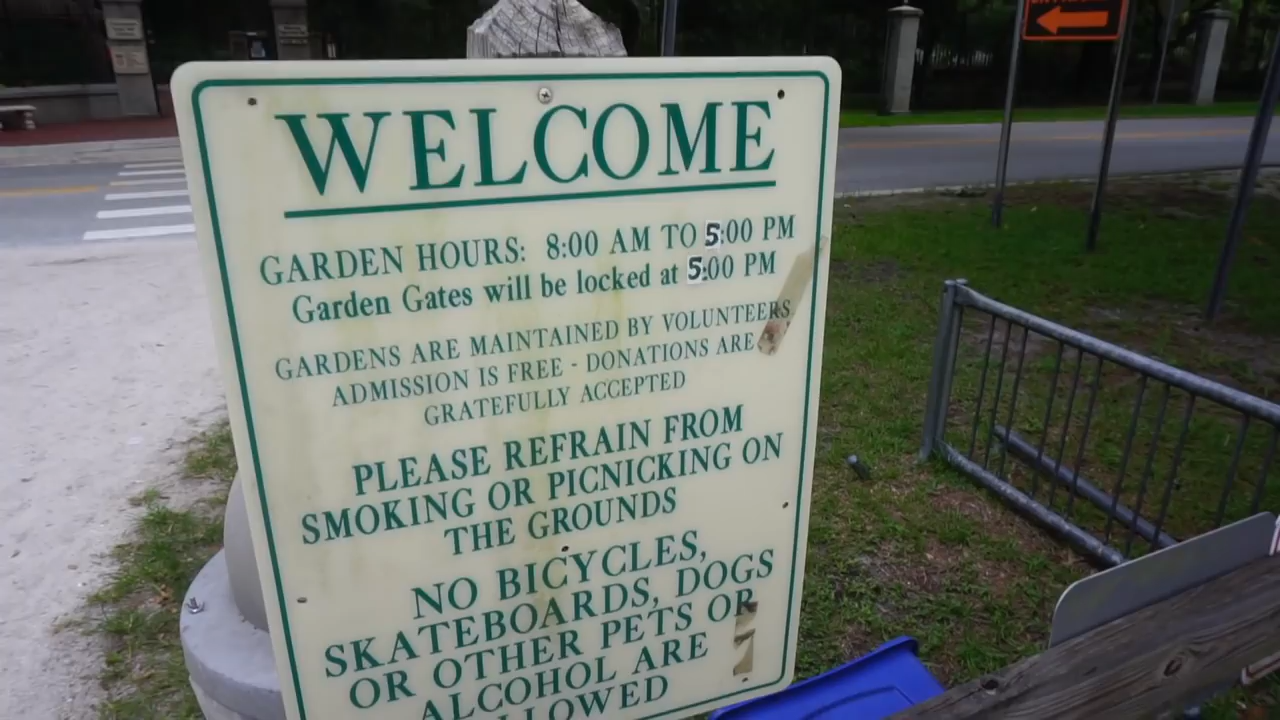 WELCOME
GARDEN HOURS: 8:00 AM TO 5:00 PM
Garden Gates will be locked at 5:00 PM
GARDENS ARE MAINTAINED BY VOLUNTEERS
ADMISSION IS FREE - DONATIONS ARE
GRATEFULLY ACCEPTED
PLEASE REFRAIN FROM
SMOKING OR PICNICKING ON
THE GROUNDS
NO BICYCLES,
SKATEBOARDS, DOGS
OR OTHER PETS OR
ALCOHOL ARE